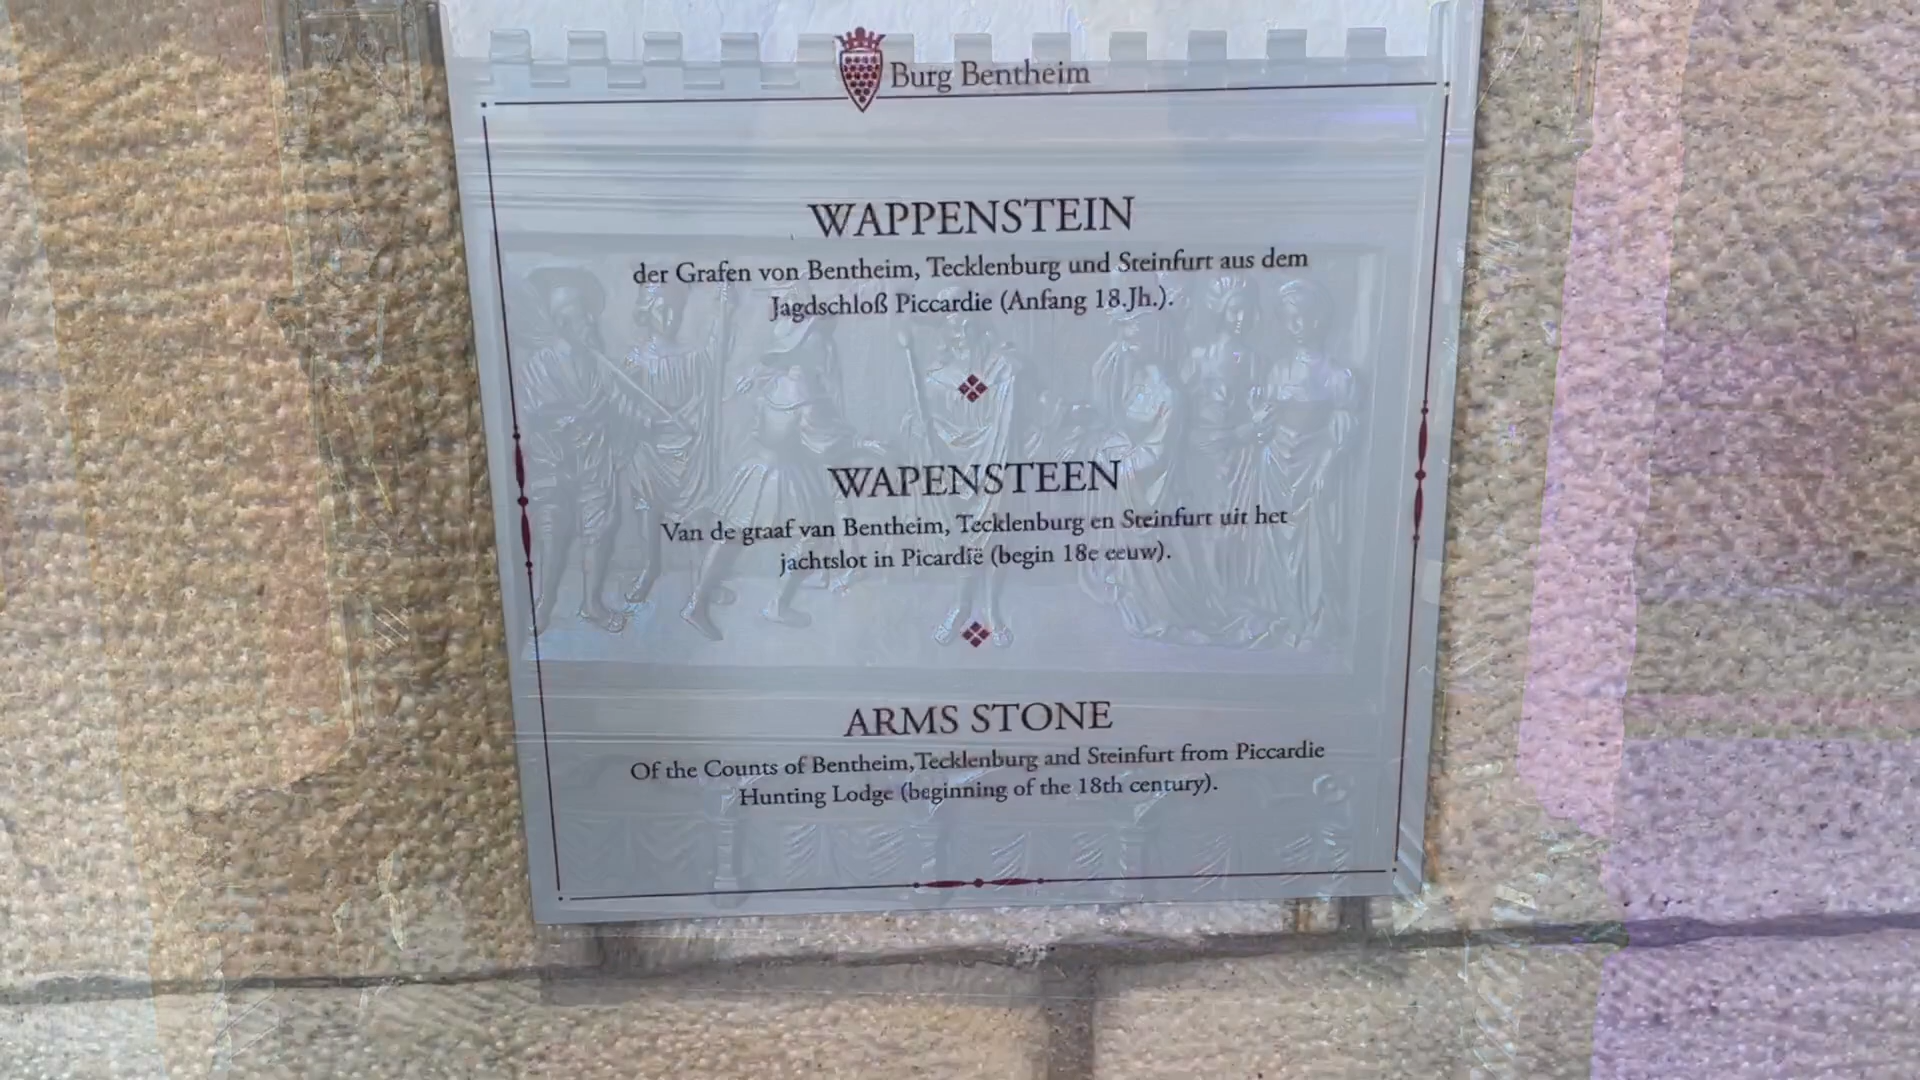 Burg Bentheim
WAPPENSTEIN
der Grafen von Bentheim, Tecklenburg und Steinfurt aus dem
Jagdschloß Piccardie (Anfang 18.Jh.).
WAPENSTEEN
Van de graaf van Bentheim, Tecklenburg en Steinfurt uit het
jachtslot in Picardië (begin 18e eeuw).
ARMS STONE
Of the Counts of Bentheim, Tecklenburg and Steinfurt from Piccardie
Hunting Lodge (beginning of the 18th century).